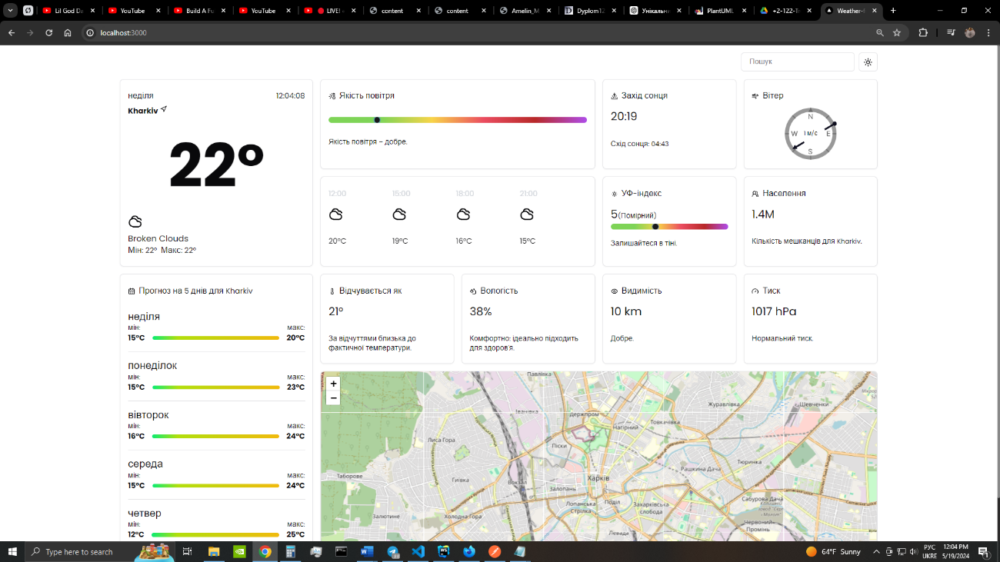 Lil God Da
YouTube
Build A Fu
YouTube
LIVE! 4
content
content
Amelin_M
Dyplom12
Унікальн
PlantUML
+2-122-Tr
Weather-
localhost:3000
Пошук
неділя
12:04:08
Kharkiv
22°
Broken Clouds
Мін: 22° Макс: 22°
Якість повітря
Якість повітря – добре.
Захід сонця
20:19
Схід сонця: 04:43
Вітер
N
W
1 м/с
E
S
12:00
15:00
18:00
21:00
20°C
19°C
16°C
15°C
УФ-індекс
5(Помірний)
Залишайтеся в тіні.
Населення
1.4M
Кількість мешканців для Kharkiv.
Прогноз на 5 днів для Kharkiv
неділя
мін:
макс:
15°C
20°C
понеділок
мін:
макс:
15°C
23°C
вівторок
мін:
макс:
16°C
24°C
середа
мін:
макс:
15°C
24°C
четвер
мін:
макс:
12°C
25°C
Відчувається як
21°
За відчуттями близька до
фактичної температури.
Вологість
38%
Комфортно: ідеально підходить
для здоров'я.
Видимість
10 km
Добре.
Тиск
1017 hPa
Нормальний тиск.
+
−
Павлівка
Іванівка
Держпром
Нагірний
Журавлівка
Шевченки
Товкачівка
Лиса Гора
Піски
Тюринка
Рашкина Дача
Таборове
Гиївка
Вокзал
Харків
Залопань
Поділ
Лопанська
Стрілка
Захарківська
слобода
Сабурова Дача
Залютине
Холодна Гора
Червоний
Промінь
Левада
Type here to search
64°F Sunny
РУС
UKRE
12:04 PM
5/19/2024